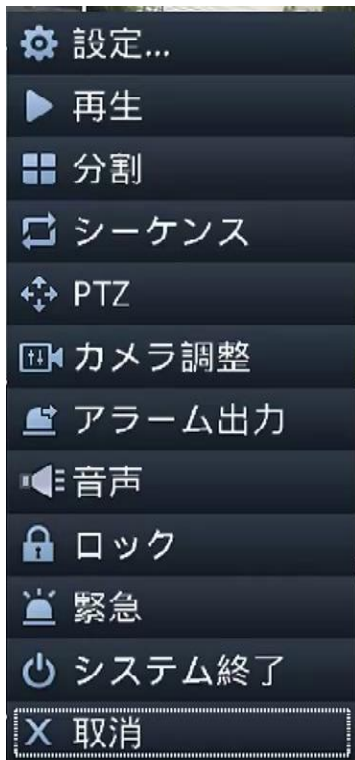 設定...
再生
分割
シーケンス
PTZ
カメラ調整
アラーム出力
音声
ロック
緊急
システム終了
取消